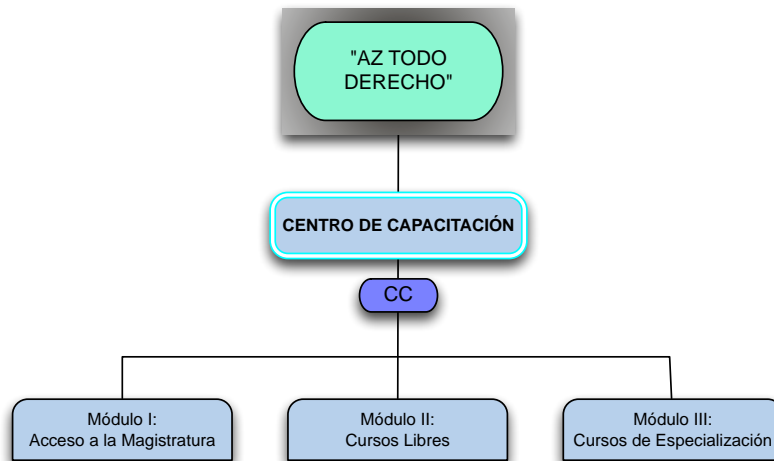 "AZ TODO
DERECHO"
CENTRO DE CAPACITACIÓN
CC
Módulo I:
Acceso a la Magistratura
Módulo II:
Cursos Libres
Módulo III:
Cursos de Especialización